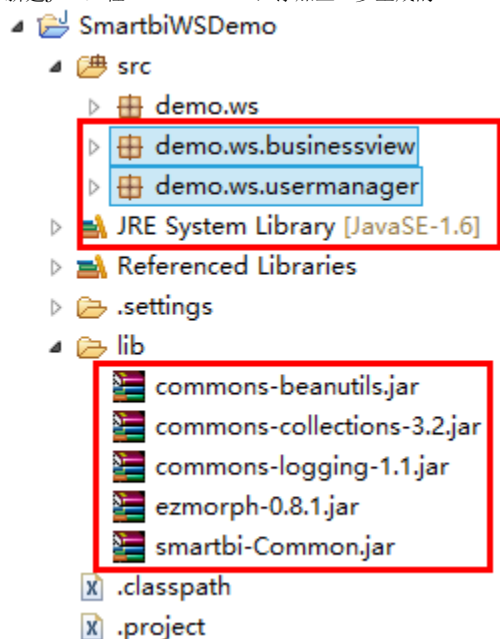 SmartbiWSDemo
src
demo.ws
demo.ws.businessview
demo.ws.usermanager
JRE System Library [JavaSE-1.6]
Referenced Libraries
.settings
lib
commons-beanutils.jar
commons-collections-3.2.jar
commons-logging-1.1.jar
ezmorph-0.8.1.jar
smartbi-Common.jar
.classpath
.project